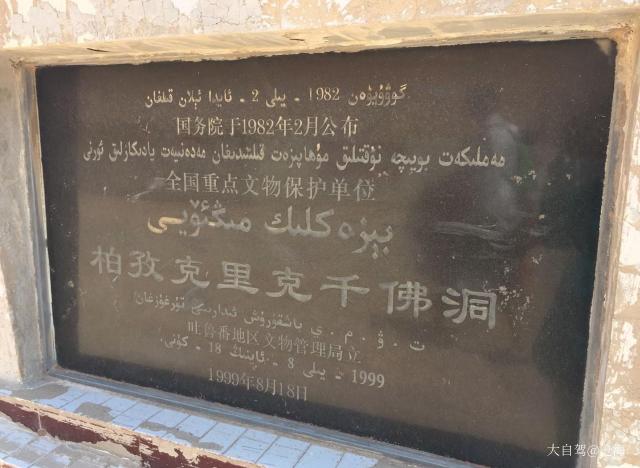 گوۋۇيۈەن 1982 - يىلى 2 - ئايدا ئېلان قىلغان
国务院于1982年2月公布
مەملىكەت بويىچە نۇقتىلىق مۇھاپىزەت قىلىنىدىغان مەدەنىيەت يادىكارلىق ئورنى
全国重点文物保护单位
بېزەكلىك مىڭئۆيى
柏孜克里克千佛洞
ت . ۋ . م . ي باشقۇرۇش ئىدارىسى تۇرغۇزغان
吐鲁番地区文物管理局立
1999 - يىلى 8 - ئاينىڭ 18 - كۈنى.
1999年8月18日
大自驾@